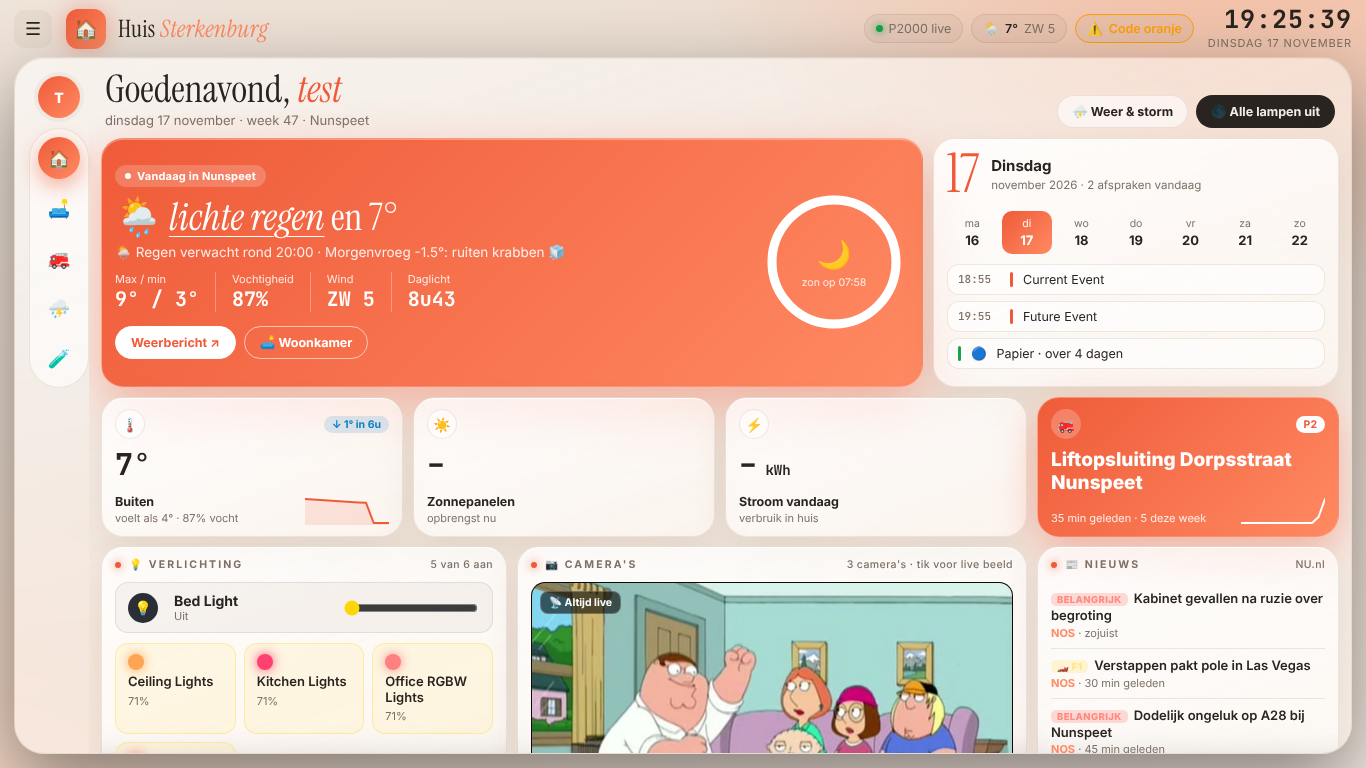 Huis Sterkenburg
P2000 live
7° ZW 5
Code oranje
19:25:39
DINSDAG 17 NOVEMBER
T
Goedenavond, test
dinsdag 17 november · week 47 · Nunspeet
Weer & storm
Alle lampen uit
Vandaag in Nunspeet
lichte regen en 7°
Regen verwacht rond 20:00 · Morgenvroeg -1.5°: ruiten krabben
Max / min
9° / 3°
Vochtigheid
87%
Wind
ZW 5
Daglicht
8u43
Weerbericht ↗
Woonkamer
zon op 07:58
17
Dinsdag
november 2026 · 2 afspraken vandaag
ma di wo do vr za zo
16 17 18 19 20 21 22
18:55 Current Event
19:55 Future Event
Papier · over 4 dagen
↓ 1° in 6u
7°
Buiten
voelt als 4° · 87% vocht
–
Zonnepanelen
opbrengst nu
– kWh
Stroom vandaag
verbruik in huis
P2
Liftopsluiting Dorpsstraat
Nunspeet
35 min geleden · 5 deze week
VERLICHTING
5 van 6 aan
Bed Light
Uit
Ceiling Lights
71%
Kitchen Lights
71%
Office RGBW
Lights
71%
CAMERA'S
3 camera's · tik voor live beeld
Altijd live
NIEUWS
NU.nl
BELANGRIJK Kabinet gevallen na ruzie over
begroting
NOS · zojuist
F1 Verstappen pakt pole in Las Vegas
NOS · 30 min geleden
BELANGRIJK Dodelijk ongeluk op A28 bij
Nunspeet
NOS · 45 min geleden